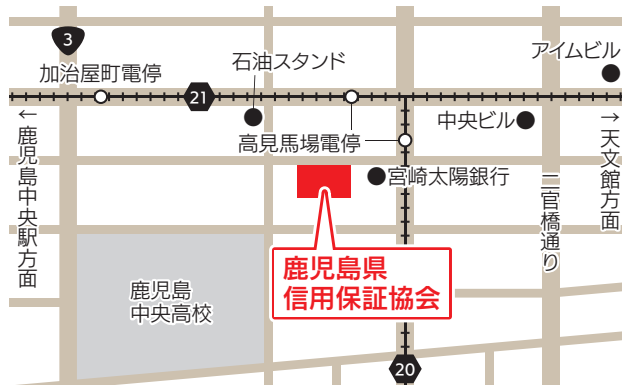 3
アイムビル
石油スタンド
加治屋町電停
21
中央ビル
高見馬場電停
←鹿児島中央駅方面
→天文館方面
宮崎太陽銀行
二官橋通り
鹿児島県
信用保証協会
鹿児島
中央高校
20